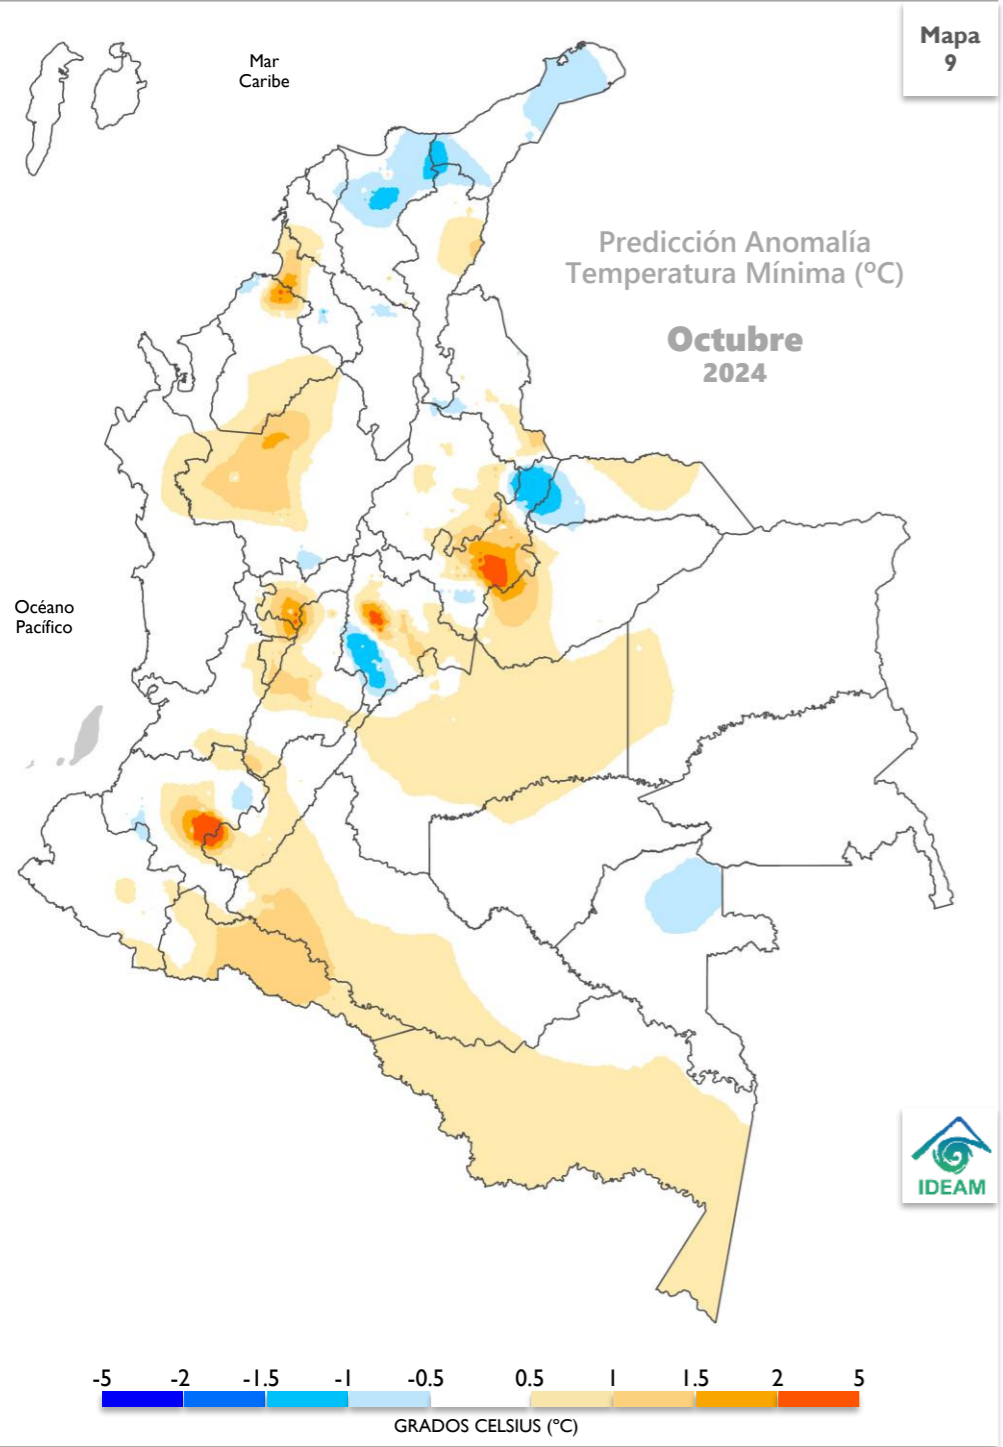 Mapa
9
Mar
Caribe
Predicción Anomalía
Temperatura Mínima (ºC)
Octubre
2024
Océano
Pacífico
IDEAM
-5 -2 -1.5 -1 -0.5 0.5 1 1.5 2 5
GRADOS CELSIUS (ºC)